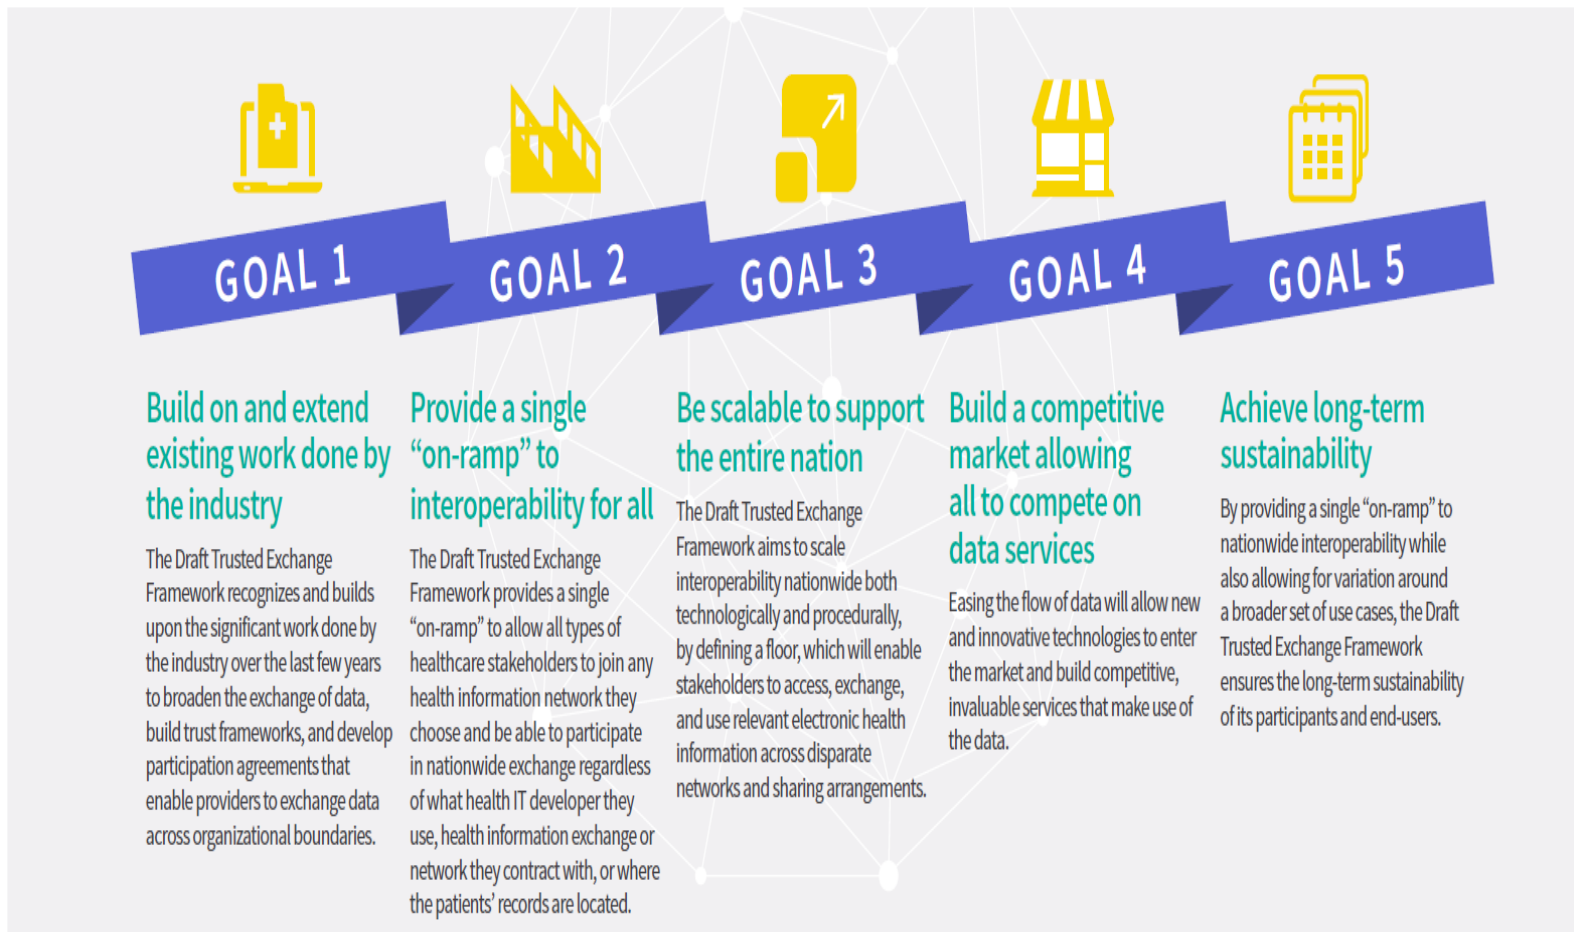 GOAL 1
GOAL 2
GOAL 3
GOAL 4
GOAL 5
Build on and extend
existing work done by
the industry
The Draft Trusted Exchange
Framework recognizes and builds
upon the significant work done by
the industry over the last few years
to broaden the exchange of data,
build trust frameworks, and develop
participation agreements that
enable providers to exchange data
across organizational boundaries.
Provide a single
“on-ramp” to
interoperability for all
The Draft Trusted Exchange
Framework provides a single
“on-ramp” to allow all types of
healthcare stakeholders to join any
health information network they
choose and be able to participate
in nationwide exchange regardless
of what health IT developer they
use, health information exchange or
network they contract with, or where
the patients’ records are located.
Be scalable to support
the entire nation
The Draft Trusted Exchange
Framework aims to scale
interoperability nationwide both
technologically and procedurally,
by defining a floor, which will enable
stakeholders to access, exchange,
and use relevant electronic health
information across disparate
networks and sharing arrangements.
Build a competitive
market allowing
all to compete on
data services
Easing the flow of data will allow new
and innovative technologies to enter
the market and build competitive,
invaluable services that make use of
the data.
Achieve long-term
sustainability
By providing a single “on-ramp” to
nationwide interoperability while
also allowing for variation around
a broader set of use cases, the Draft
Trusted Exchange Framework
ensures the long-term sustainability
of its participants and end-users.